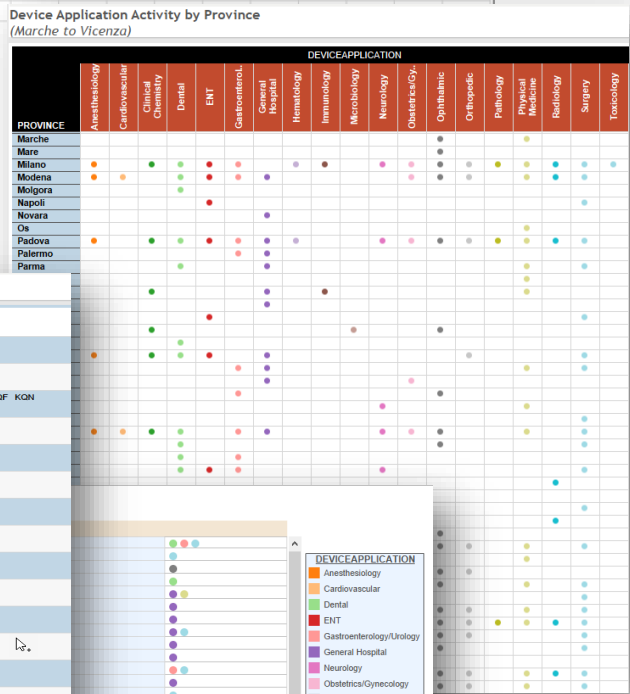 Device Application Activity by Province
(Marche to Vicenza)
DEVICEAPPLICATION
PROVINCE
Anesthesiology
Cardiovascular
Clinical
Chemistry
Dental
ENT
Gastroenterol.
General
Hospital
Hematology
Immunology
Microbiology
Neurology
Obstetrics/Gy..
Ophthalmic
Orthopedic
Pathology
Physical
Medicine
Radiology
Surgery
Toxicology
Marche
Mare
Milano
Modena
Molgora
Napoli
Novara
Os
Padova
Palermo
Parma
QF KQN
DEVICEAPPLICATION
Anesthesiology
Cardiovascular
Dental
ENT
Gastroenterology/Urology
General Hospital
Neurology
Obstetrics/Gynecology